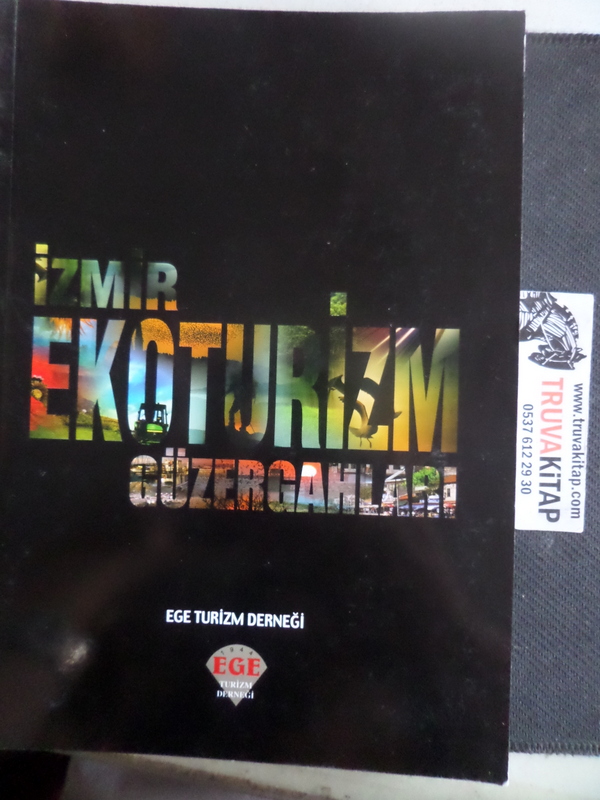 İZMİR
EKOTURİZM
GÜZERGAHLARI
EGE TURİZM DERNEĞİ
1944
EGE
TURİZM
DERNEĞİ
www.truvakitap.com
TRUVAKITAP
0537 612 29 30